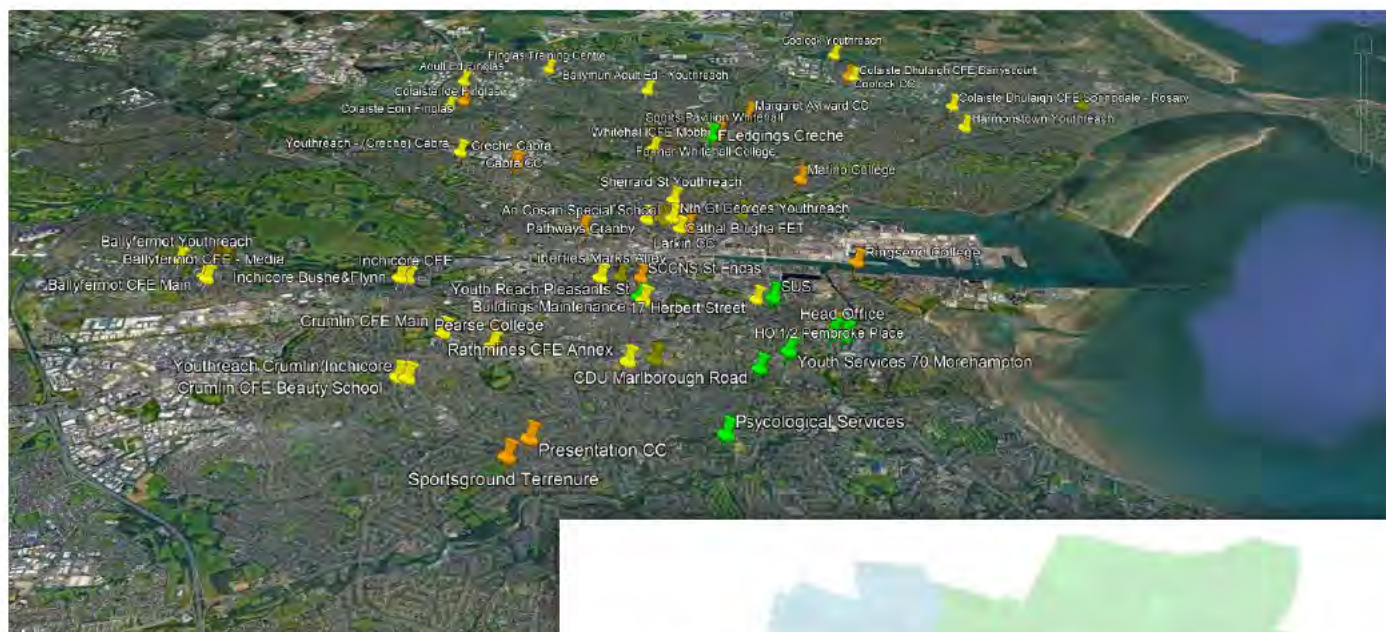 Coolock Youthreach
Finglas Training Centre
Adult Ed Finglas
Ballymun Adult Ed - Youthreach
Colaiste Dhulaigh CFE Barryscourt
Coolock CC
Colaiste Ide Finglas
Colaiste Eoin Finglas
Margaret Aylward CC
Colaiste Dhulaigh CFE
Sports Pavilion Whitehall
Harmonstown Youthreach
FLedgings Creche
Former Whitehall College
Youthreach - (Creche) Cabra
Creche Cabra
Cabra CC
Marino College
Sherrard St Youthreach
An Cosan Special School
Nth Gt Georges Youthreach
Pathways Granby
Cathal Brugha FET
Larkin CC
Ballyfermot Youthreach
Ballyfermot CFE - Media
Inchicore CFE
Liberties Marks Alley
Ringsend College
Ballyfermot CFE Main
Inchicore Bushe&Flynn
SCCNS St Endas
Youth Reach Pleasants St
SUS
Buildings Maintenance
17 Herbert Street
Head Office
Crumlin CFE Main
Pearse College
HQ 1/2 Pembroke Place
Rathmines CFE Annex
Youthreach Crumlin/Inchicore
Youth Services 70 Morehampton
CDU Marlborough Road
Crumlin CFE Beauty School
Psycological Services
Presentation CC
Sportsground Terrenure